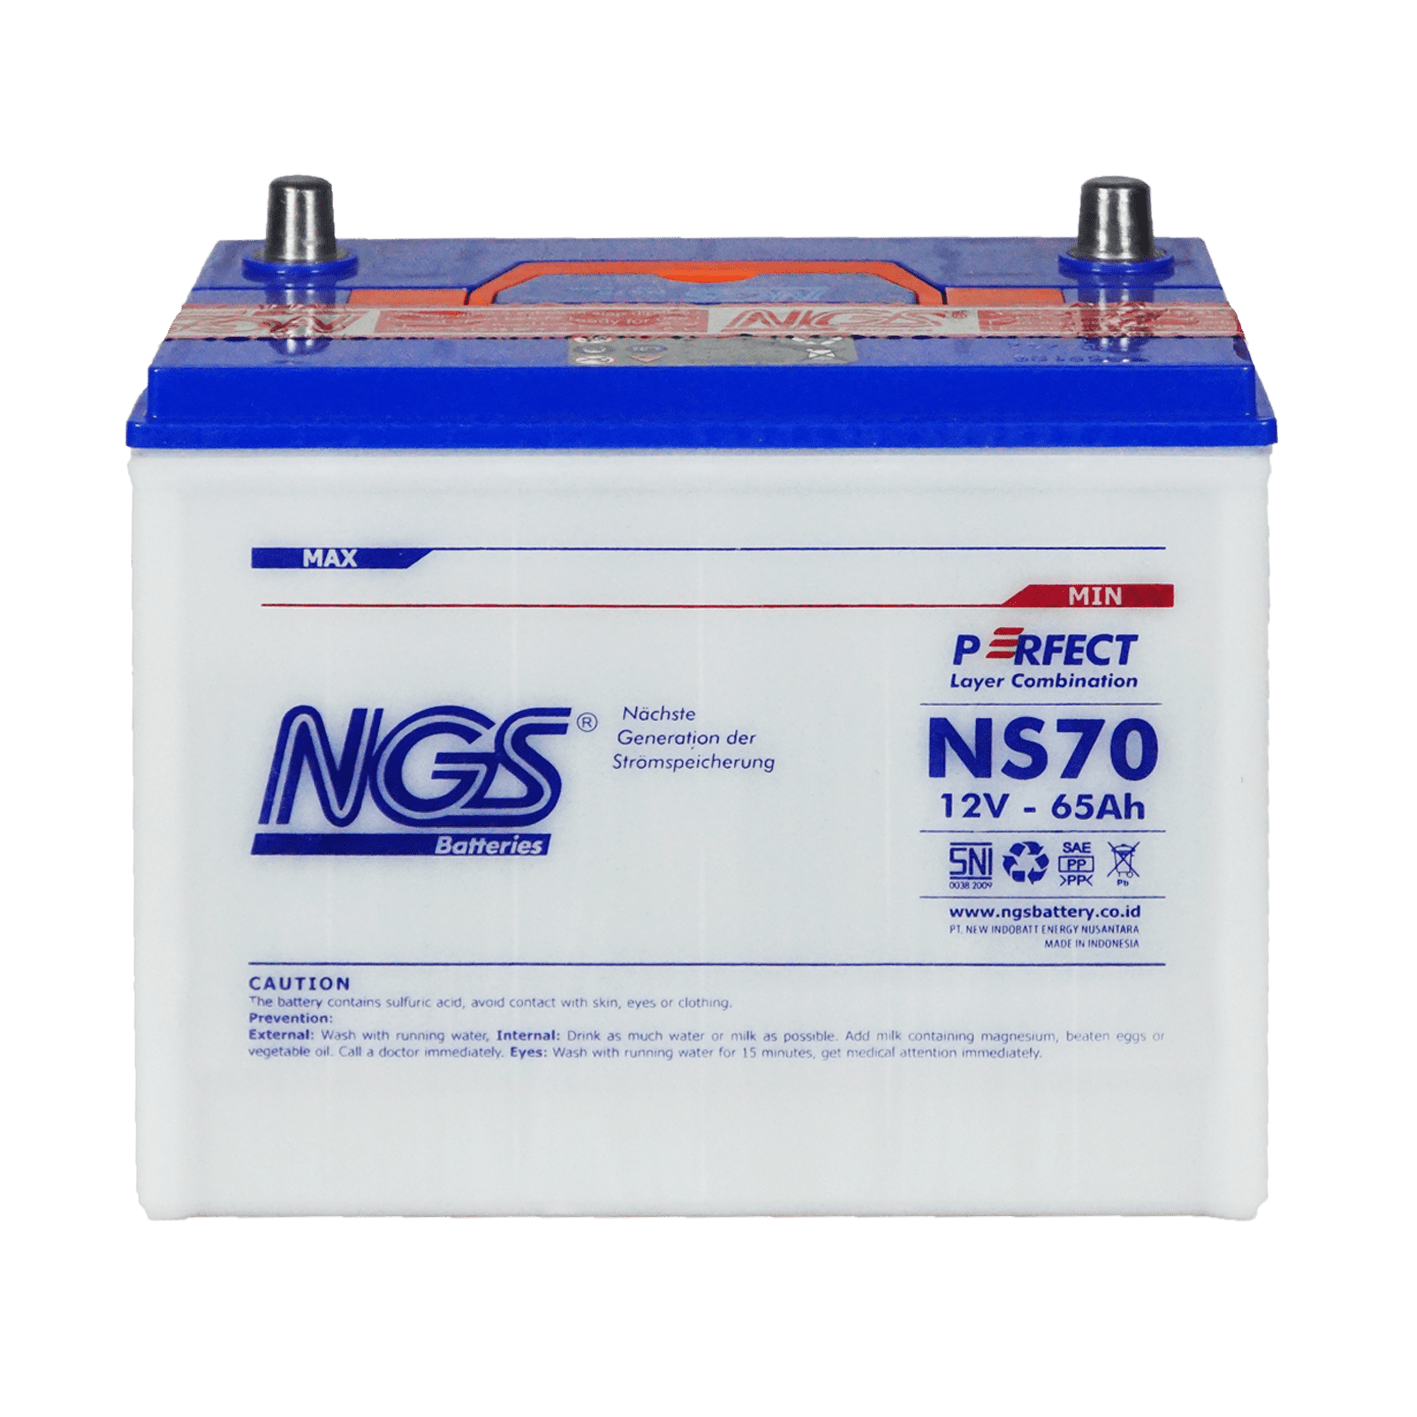 NGS
MAX
MIN
PERFECT
Layer Combination
NGS®
Batteries
Nächste
Generation der
Strömspeicherung
NS70
12V - 65Ah
SNI
0038 2009
SAE
PP
>PP<
Pb
www.ngsbattery.co.id
PT. NEW INDOBATT ENERGY NUSANTARA
MADE IN INDONESIA
CAUTION
The battery contains sulfuric acid, avoid contact with skin, eyes or clothing.
Prevention:
External: Wash with running water, Internal: Drink as much water or milk as possible. Add milk containing magnesium, beaten eggs or
vegetable oil. Call a doctor immediately. Eyes: Wash with running water for 15 minutes, get medical attention immediately.